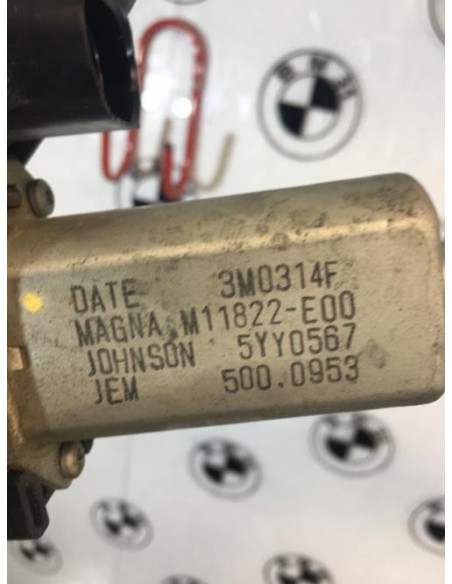 DATE 3M0314F
MAGNA M11822-E00
JOHNSON 5YY0567
JEM 500.0953